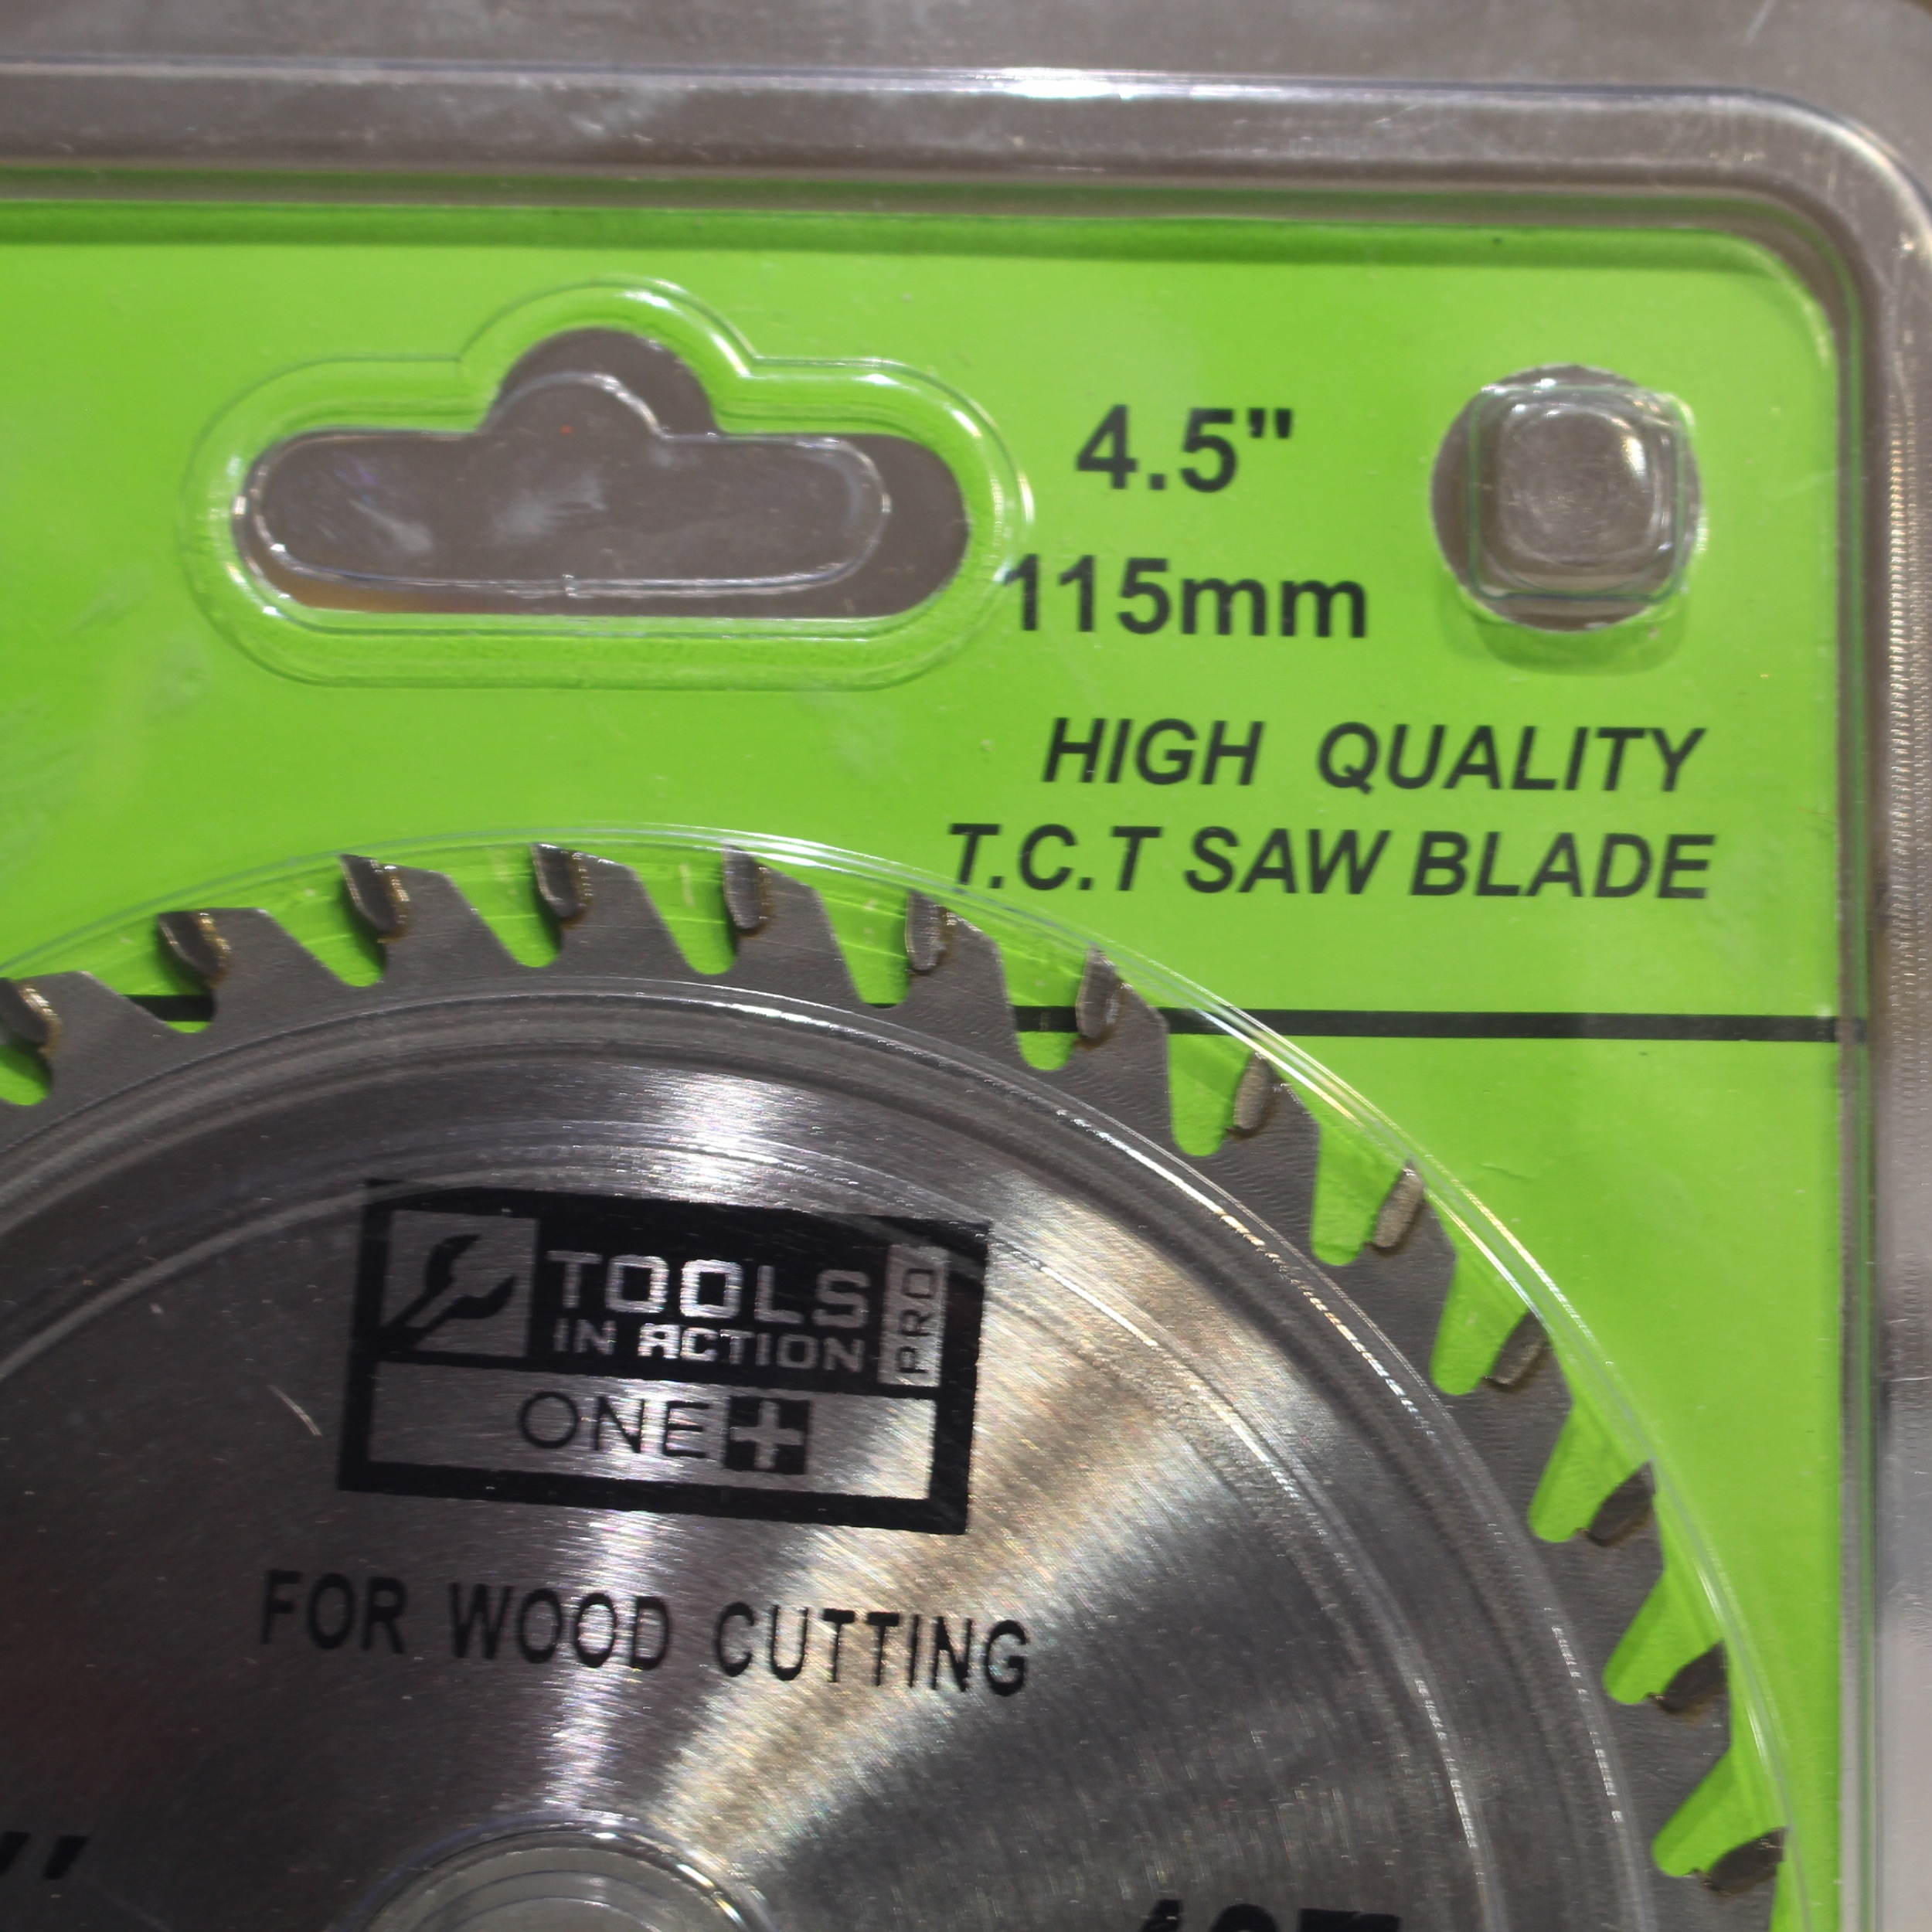 4.5"
115mm
HIGH QUALITY
T.C.T SAW BLADE
TOOLS
IN ACTION
PRO
ONE+
FOR WOOD CUTTING